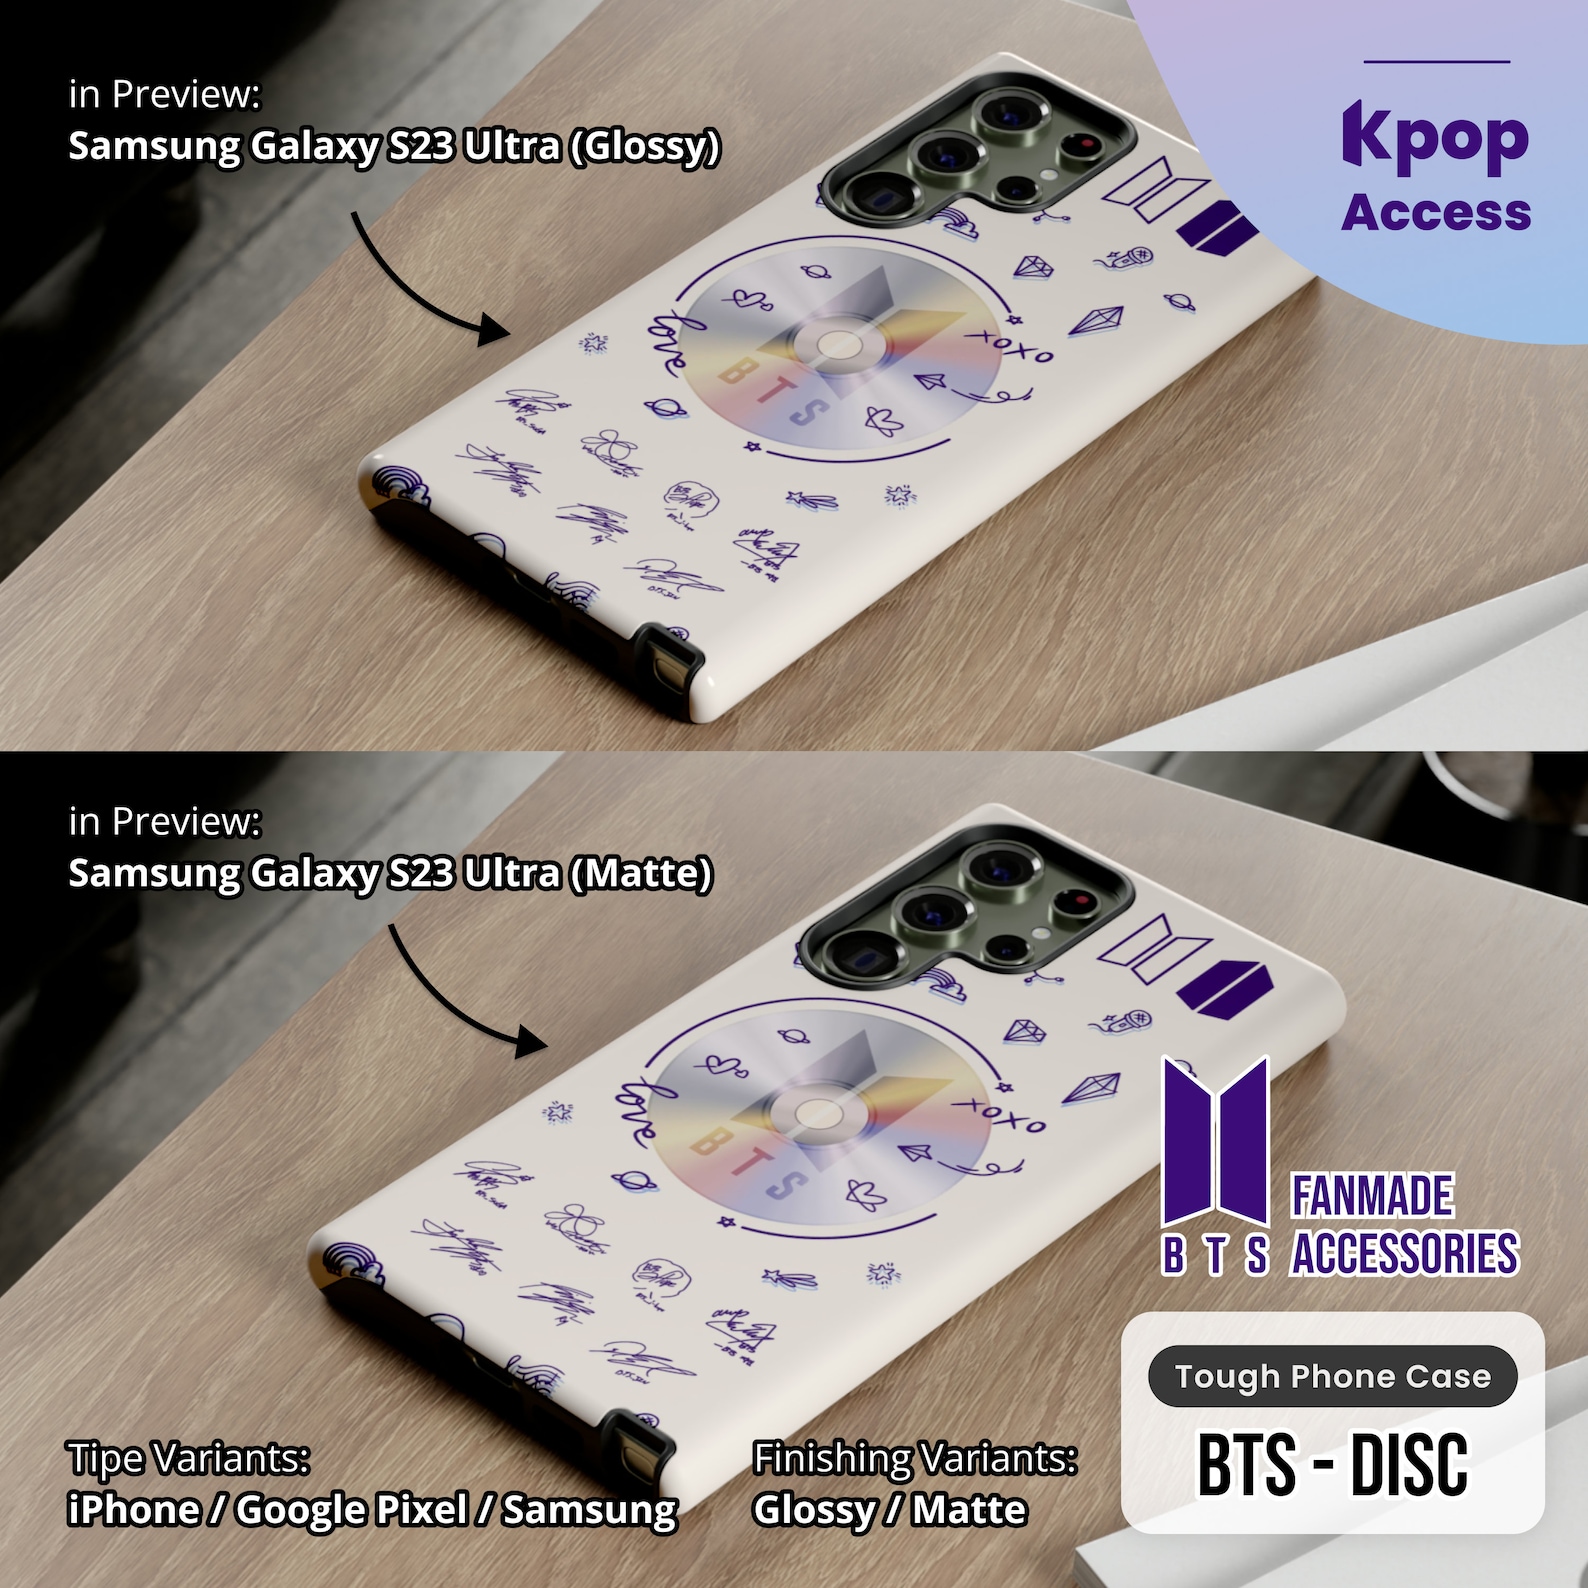 in Preview:
Samsung Galaxy S23 Ultra (Glossy)
Kpop
Access
love
XOXO
BTS
in Preview:
Samsung Galaxy S23 Ultra (Matte)
love
XOXO
BTS
BTS
FANMADE
ACCESSORIES
Tough Phone Case
BTS - DISC
Tipe Variants:
iPhone / Google Pixel / Samsung
Finishing Variants:
Glossy / Matte